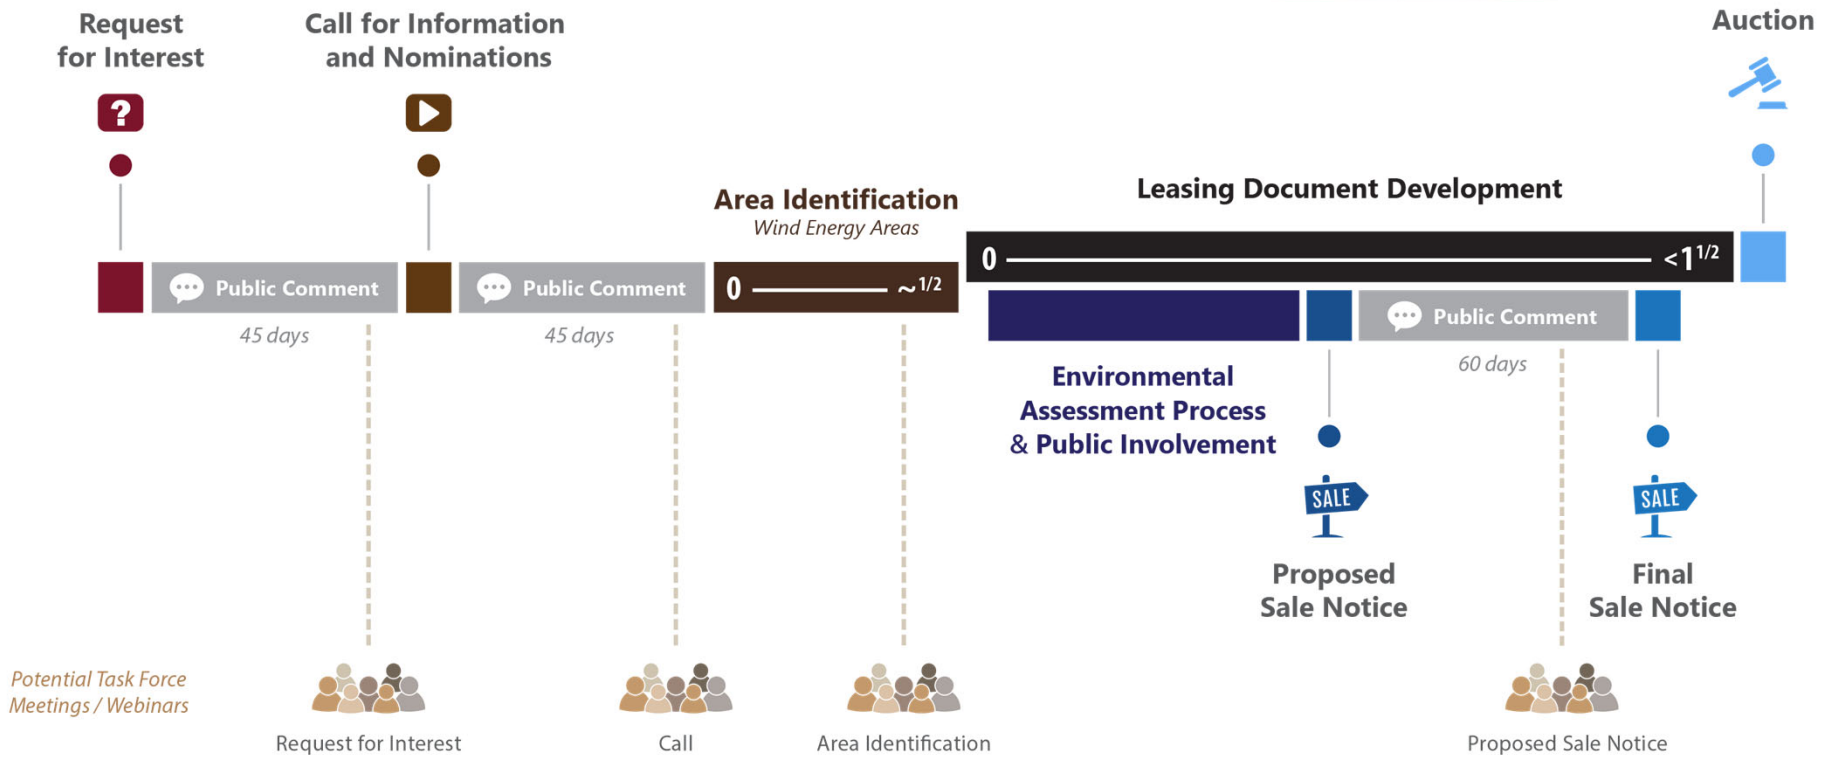 Request
for Interest
?
Call for Information
and Nominations
Auction
Area Identification
Wind Energy Areas
Leasing Document Development
0
<1 1/2
Public Comment
45 days
Public Comment
45 days
0
~1/2
Public Comment
60 days
Environmental
Assessment Process
& Public Involvement
SALE
Proposed
Sale Notice
SALE
Final
Sale Notice
Potential Task Force
Meetings / Webinars
Request for Interest
Call
Area Identification
Proposed Sale Notice